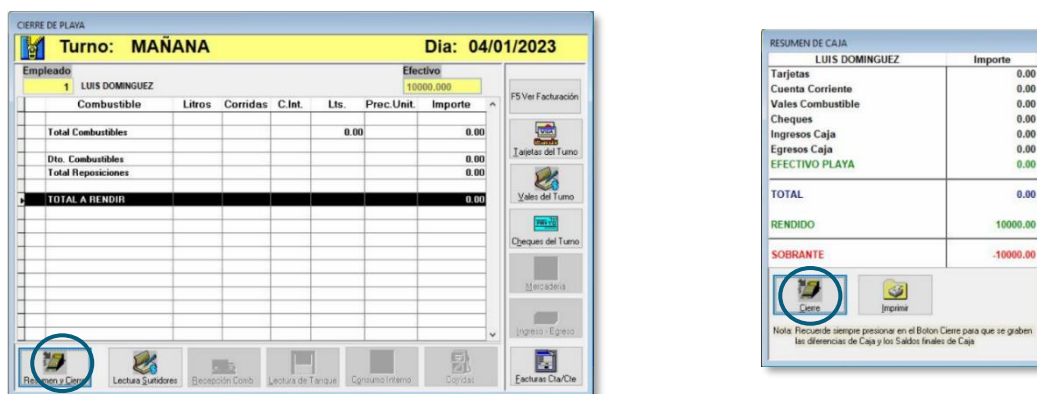 CIERRE DE PLAYA
Turno: MAÑANA Dia: 04/01/2023
Empleado Efectivo
1 LUIS DOMINGUEZ 10000.000
Combustible Litros Corridas C.Int. Lts. Prec.Unit. Importe
Total Combustibles 0.00 0.00
Dto. Combustibles 0.00
Total Reposiciones 0.00
TOTAL A RENDIR 0.00
F5 Ver Facturación
Tarjetas del Turno
Vales del Turno
Cheques del Turno
Mercaderia
Ingreso - Egreso
Resumen y Cierre Lectura Surtidores Recepción Comb. Lectura de Tanque Consumo Interno Corridas Facturas Cta/Cte
RESUMEN DE CAJA
LUIS DOMINGUEZ Importe
Tarjetas 0.00
Cuenta Corriente 0.00
Vales Combustible 0.00
Cheques 0.00
Ingresos Caja 0.00
Egresos Caja 0.00
EFECTIVO PLAYA 0.00
TOTAL 0.00
RENDIDO 10000.00
SOBRANTE -10000.00
Cierre Imprimir
Nota: Recuerde siempre presionar en el Boton Cierre para que se graben
las diferencias de Caja y los Saldos finales de Caja